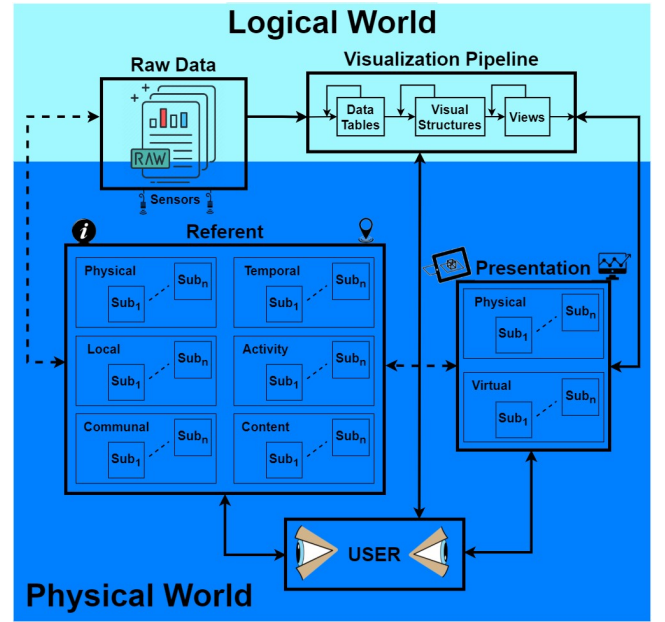 Logical World
Raw Data
Visualization Pipeline
Data
Tables
Visual
Structures
Views
RAW
Sensors
i
Referent
Presentation
Physical
Sub1
Subn
Temporal
Sub1
Subn
Physical
Sub1
Subn
Local
Sub1
Subn
Activity
Sub1
Subn
Virtual
Sub1
Subn
Communal
Sub1
Subn
Content
Sub1
Subn
USER
Physical World